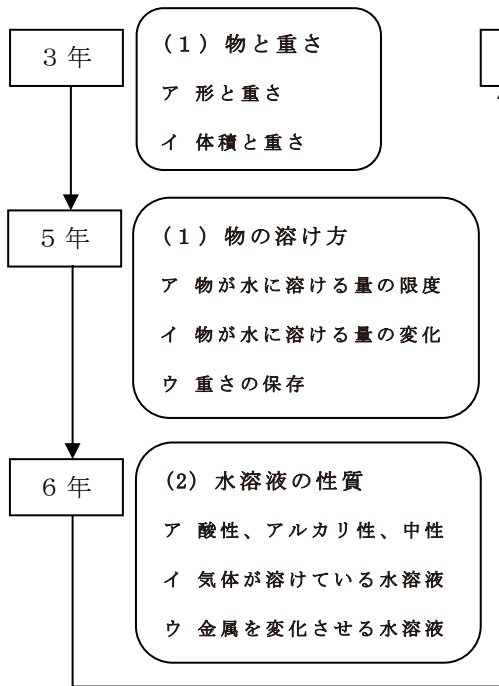 3年
(1)物と重さ
ア 形と重さ
イ 体積と重さ
5年
(1)物の溶け方
ア 物が水に溶ける量の限度
イ 物が水に溶ける量の変化
ウ 重さの保存
6年
(2) 水溶液の性質
ア 酸性、アルカリ性、中性
イ 気体が溶けている水溶液
ウ 金属を変化させる水溶液